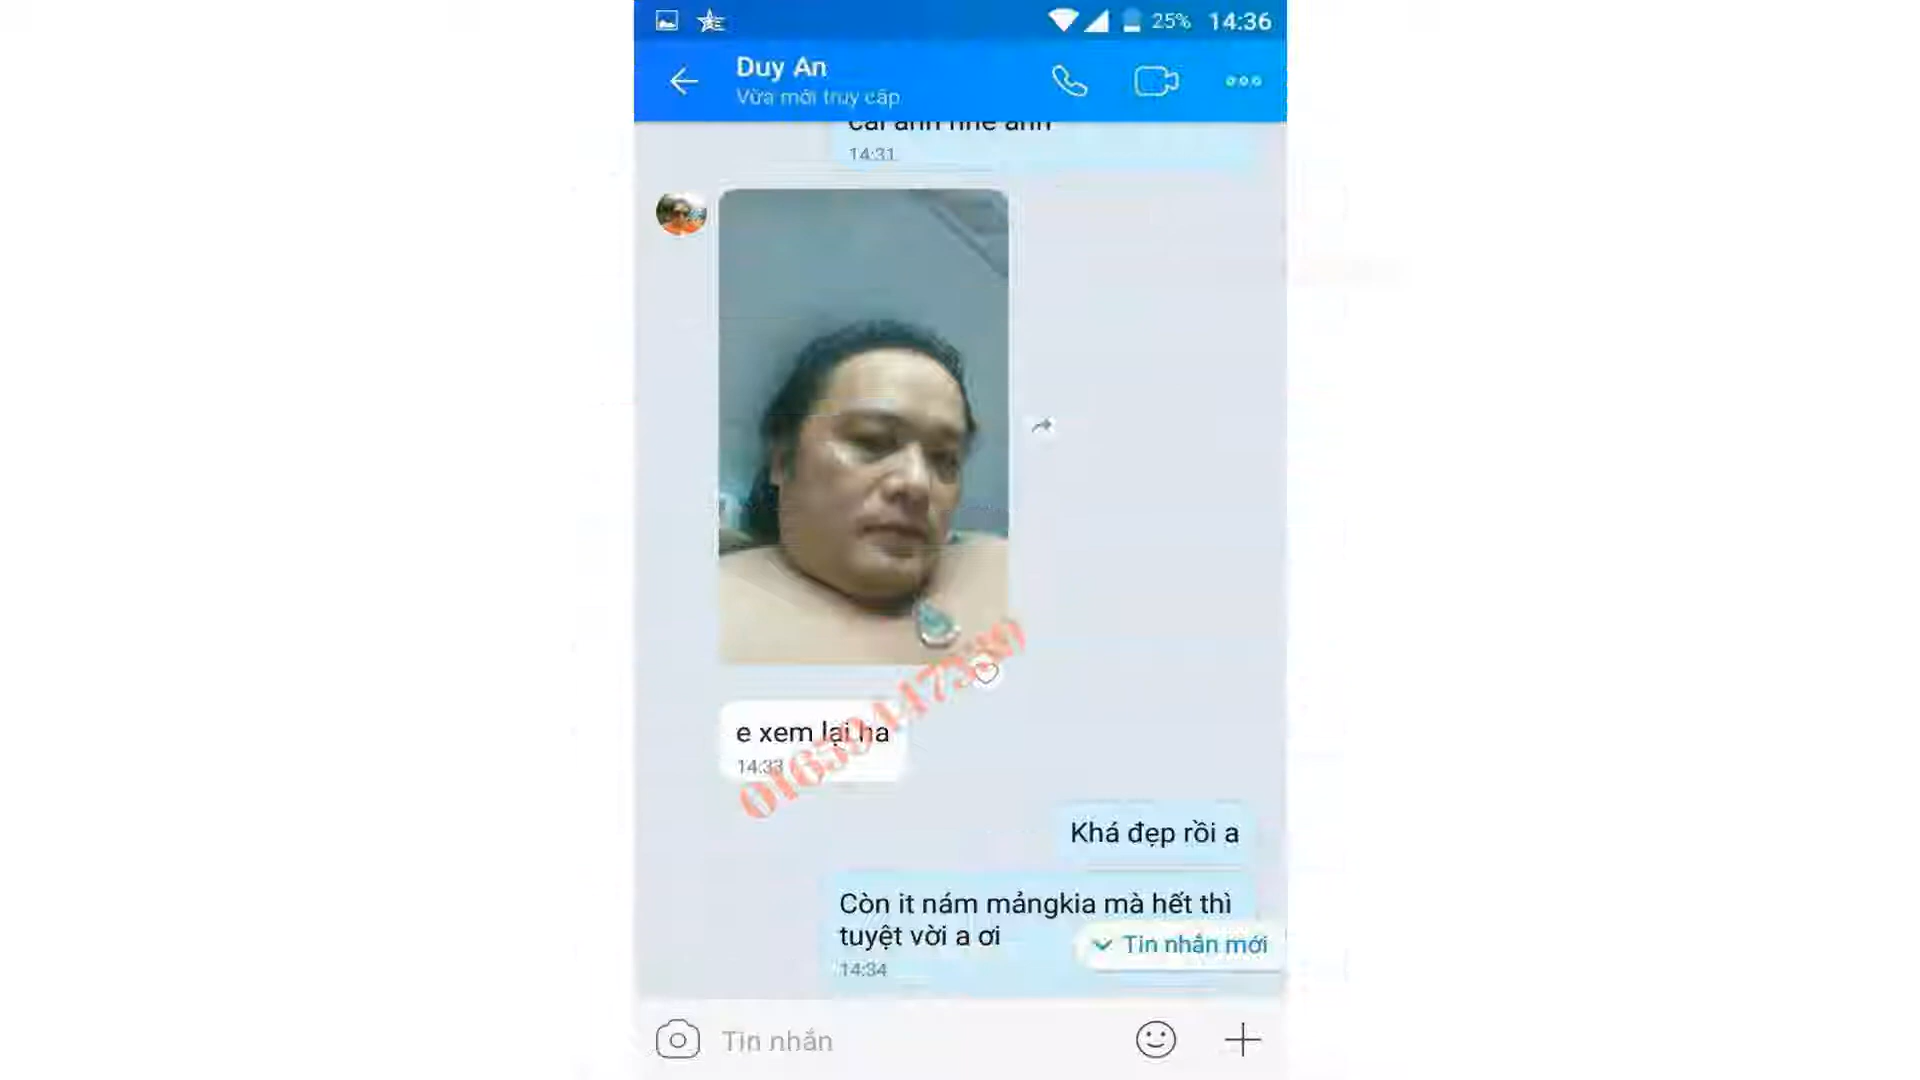 25%
14:36
Duy An
Vừa mới truy cập
14:31
e xem lại ha
14:33
Khá đẹp rồi a
Còn it nám mảngkia mà hết thì
tuyệt vời a ơi
14:34
Tin nhắn mới
Tin nhắn